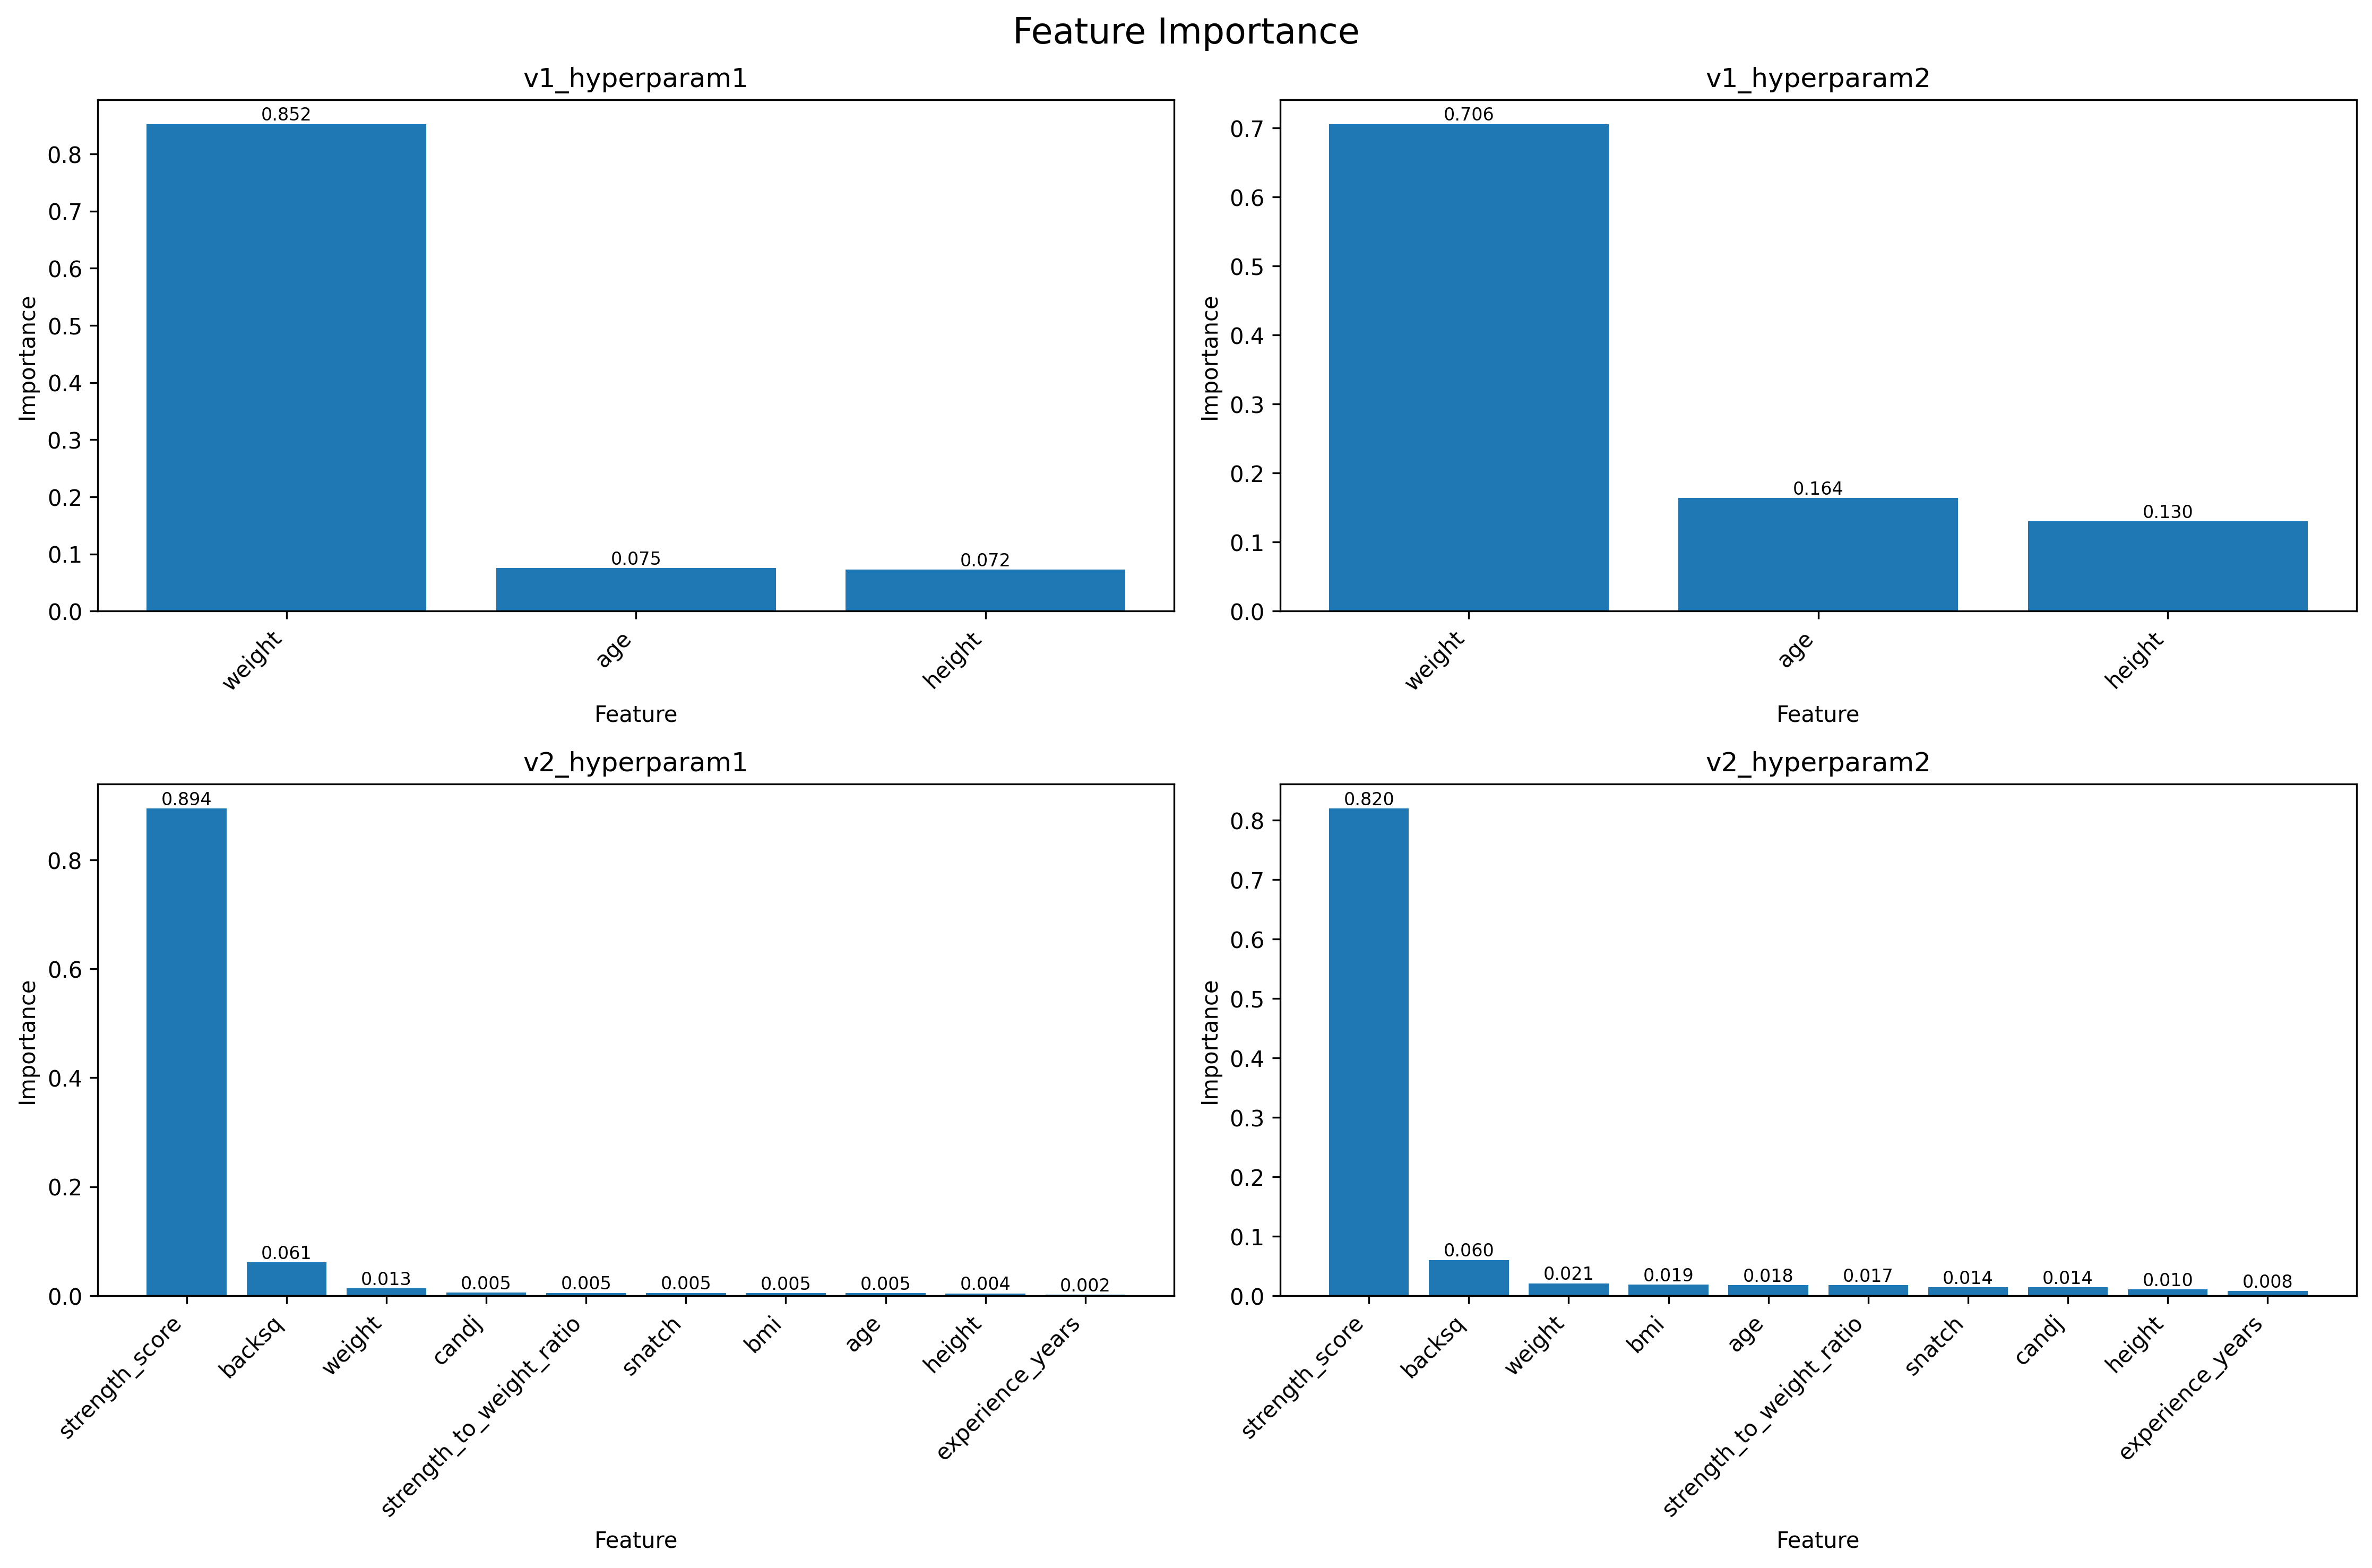 Feature Importance
v1_hyperparam1
Importance
0.8
0.7
0.6
0.5
0.4
0.3
0.2
0.1
0.0
0.852
0.075
0.072
weight
age
height
Feature
v1_hyperparam2
Importance
0.7
0.6
0.5
0.4
0.3
0.2
0.1
0.0
0.706
0.164
0.130
weight
age
height
Feature
v2_hyperparam1
Importance
0.8
0.6
0.4
0.2
0.0
0.894
0.061
0.013
0.005
0.005
0.005
0.005
0.005
0.004
0.002
strength_score
backsq
weight
candj
strength_to_weight_ratio
snatch
bmi
age
height
experience_years
Feature
v2_hyperparam2
Importance
0.8
0.7
0.6
0.5
0.4
0.3
0.2
0.1
0.0
0.820
0.060
0.021
0.019
0.018
0.017
0.014
0.014
0.010
0.008
strength_score
backsq
weight
bmi
age
strength_to_weight_ratio
snatch
candj
height
experience_years
Feature